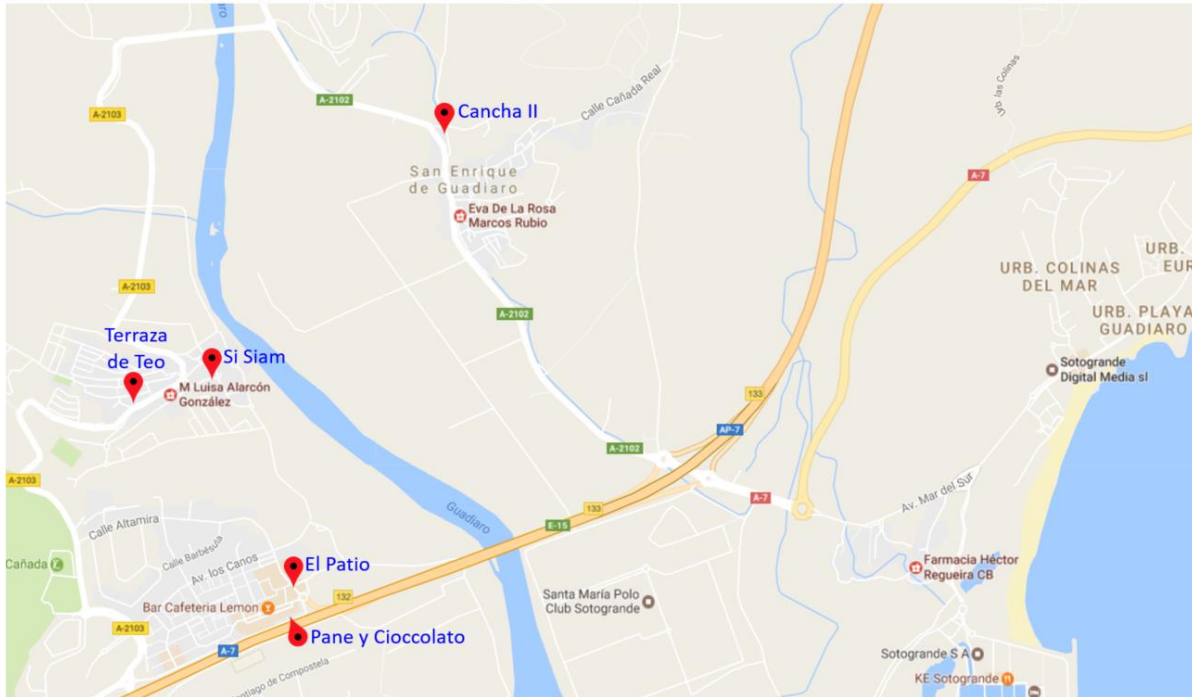 A-2102
A-2103
Cancha II
Calle Cañada Real
Urb las Colinas
San Enrique
de Guadiaro
A-7
Eva De La Rosa
Marcos Rubio
URB. COLINAS
DEL MAR
URB.
EUR
A-2103
A-2102
URB. PLAYA
GUADIARO
Terraza
de Teo
Si Siam
M Luisa Alarcón
González
Sotogrande
Digital Media sl
133
AP-7
A-2102
A-2103
133
A-7
Av. Mar del Sur
Guadiaro
E-15
Calle Altamira
Calle Barbésula
Av. los Canos
Cañada
El Patio
Farmacia Héctor
Regueira CB
132
Santa María Polo
Club Sotogrande
Bar Cafeteria Lemon
A-2103
Pane y Cioccolato
A-7
Santiago de Compostela
Sotogrande S A
KE Sotogrande